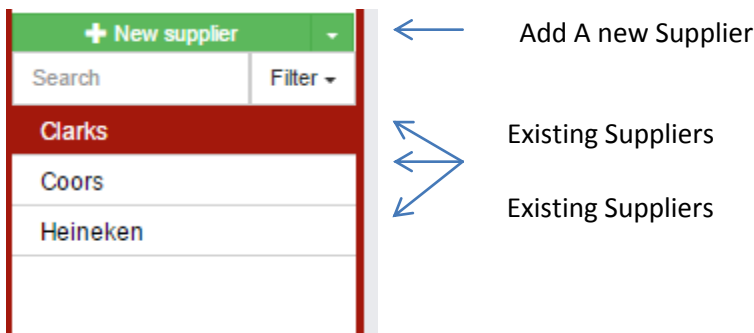 New supplier
Add A new Supplier
Search
Filter
Clarks
Existing Suppliers
Coors
Existing Suppliers
Heineken